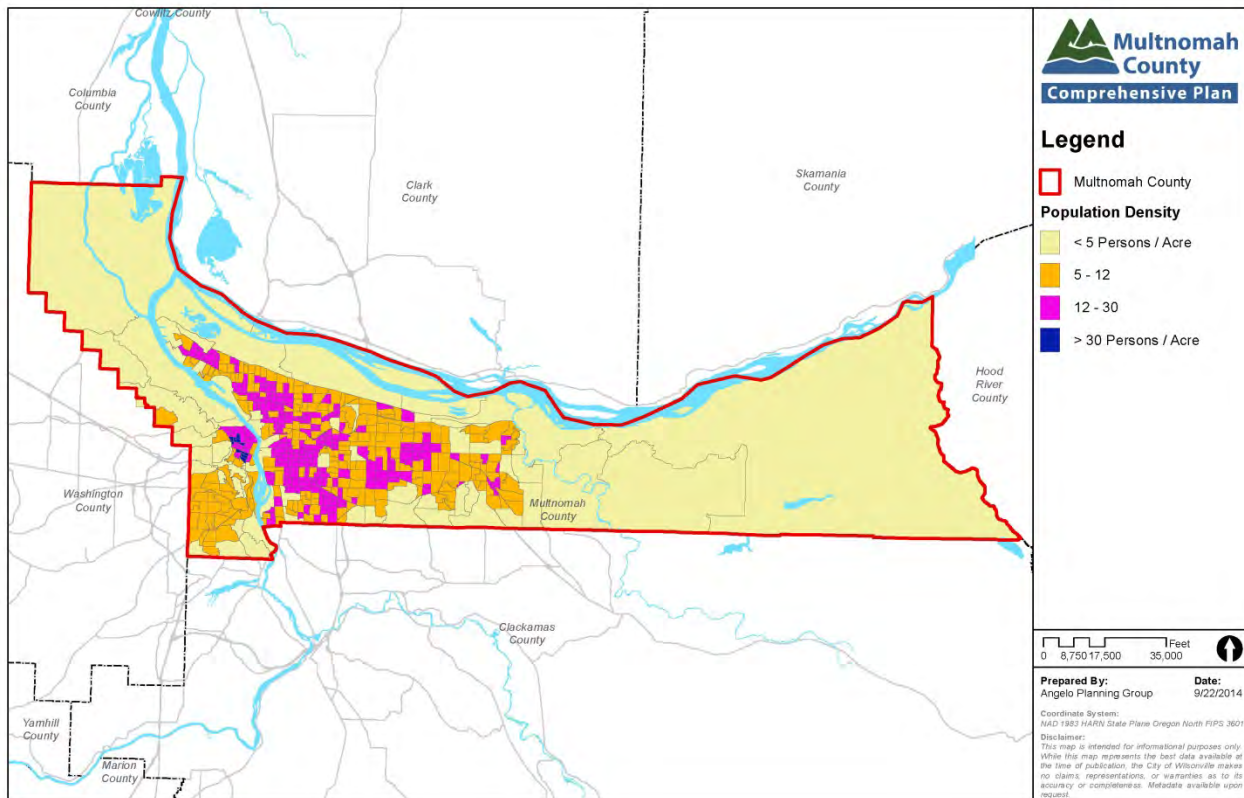 Cowlitz County
Columbia
County
Clark
County
Skamania
County
Hood
River
County
Washington
County
Multnomah
County
Clackamas
County
Yamhill
County
Marion
County
Multnomah
County
Comprehensive Plan
Legend
Multnomah County
Population Density
< 5 Persons / Acre
5 - 12
12 - 30
> 30 Persons / Acre
Feet
0 8,750 17,500 35,000
Prepared By: Date:
Angelo Planning Group 9/22/2014
Coordinate System:
NAD 1983 HARN State Plane Oregon North FIPS 3601
Disclaimer:
This map is intended for informational purposes only.
While this map represents the best data available at
the time of publication, the City of Wilsonville makes
no claims, representations, or warranties as to its
accuracy or completeness. Metadata available upon
request.